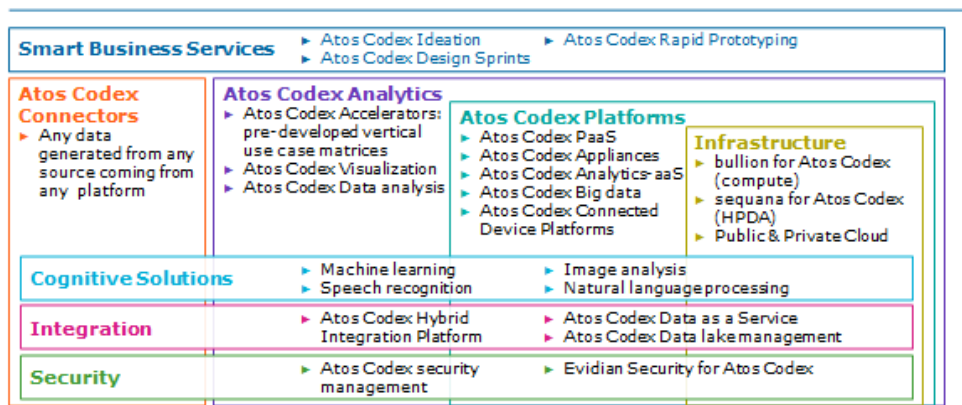 Smart Business Services
► Atos Codex Ideation
► Atos Codex Design Sprints
► Atos Codex Rapid Prototyping
Atos Codex
Connectors
► Any data
generated from any
source coming from
any platform
Atos Codex Analytics
► Atos Codex Accelerators:
pre-developed vertical
use case matrices
► Atos Codex Visualization
► Atos Codex Data analysis
Atos Codex Platforms
► Atos Codex PaaS
► Atos Codex Appliances
► Atos Codex Analytics-aaS
► Atos Codex Big data
► Atos Codex Connected
Device Platforms
Infrastructure
► bullion for Atos Codex
(compute)
► sequana for Atos Codex
(HPDA)
► Public & Private Cloud
Cognitive Solutions
► Machine learning
► Speech recognition
► Image analysis
► Natural language processing
Integration
► Atos Codex Hybrid
Integration Platform
► Atos Codex Data as a Service
► Atos Codex Data lake management
Security
► Atos Codex security
management
► Evidian Security for Atos Codex